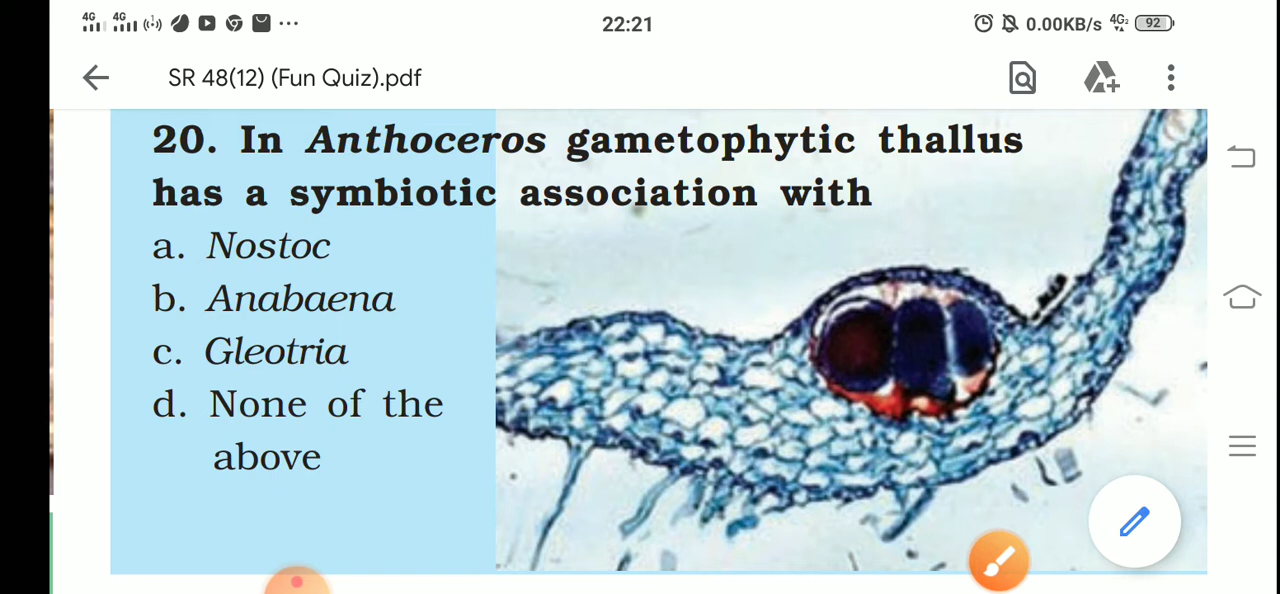 4G 4G 22:21 0.00KB/s 4G2 92
SR 48(12) (Fun Quiz).pdf
20. In Anthoceros gametophytic thallus
has a symbiotic association with
a. Nostoc
b. Anabaena
c. Gleotria
d. None of the
above